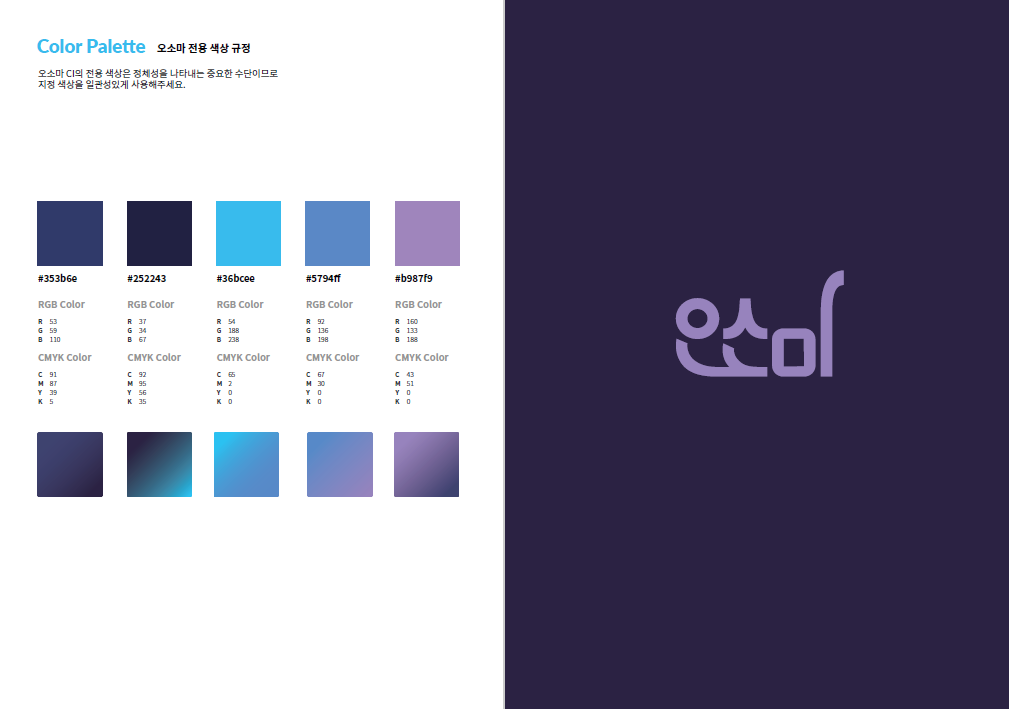 Color Palette 오소마 전용 색상 규정
오소마 CI의 전용 색상은 정체성을 나타내는 중요한 수단이므로
지정 색상을 일관성있게 사용해주세요.
#353b6e #252243 #36bcee #5794ff #b987f9
RGB Color RGB Color RGB Color RGB Color RGB Color
R 53 R 37 R 54 R 92 R 160
G 59 G 34 G 188 G 136 G 133
B 110 B 67 B 238 B 198 B 188
CMYK Color CMYK Color CMYK Color CMYK Color CMYK Color
C 91 C 92 C 65 C 67 C 43
M 87 M 95 M 2 M 30 M 51
Y 39 Y 56 Y 0 Y 0 Y 0
K 5 K 35 K 0 K 0 K 0
오소마